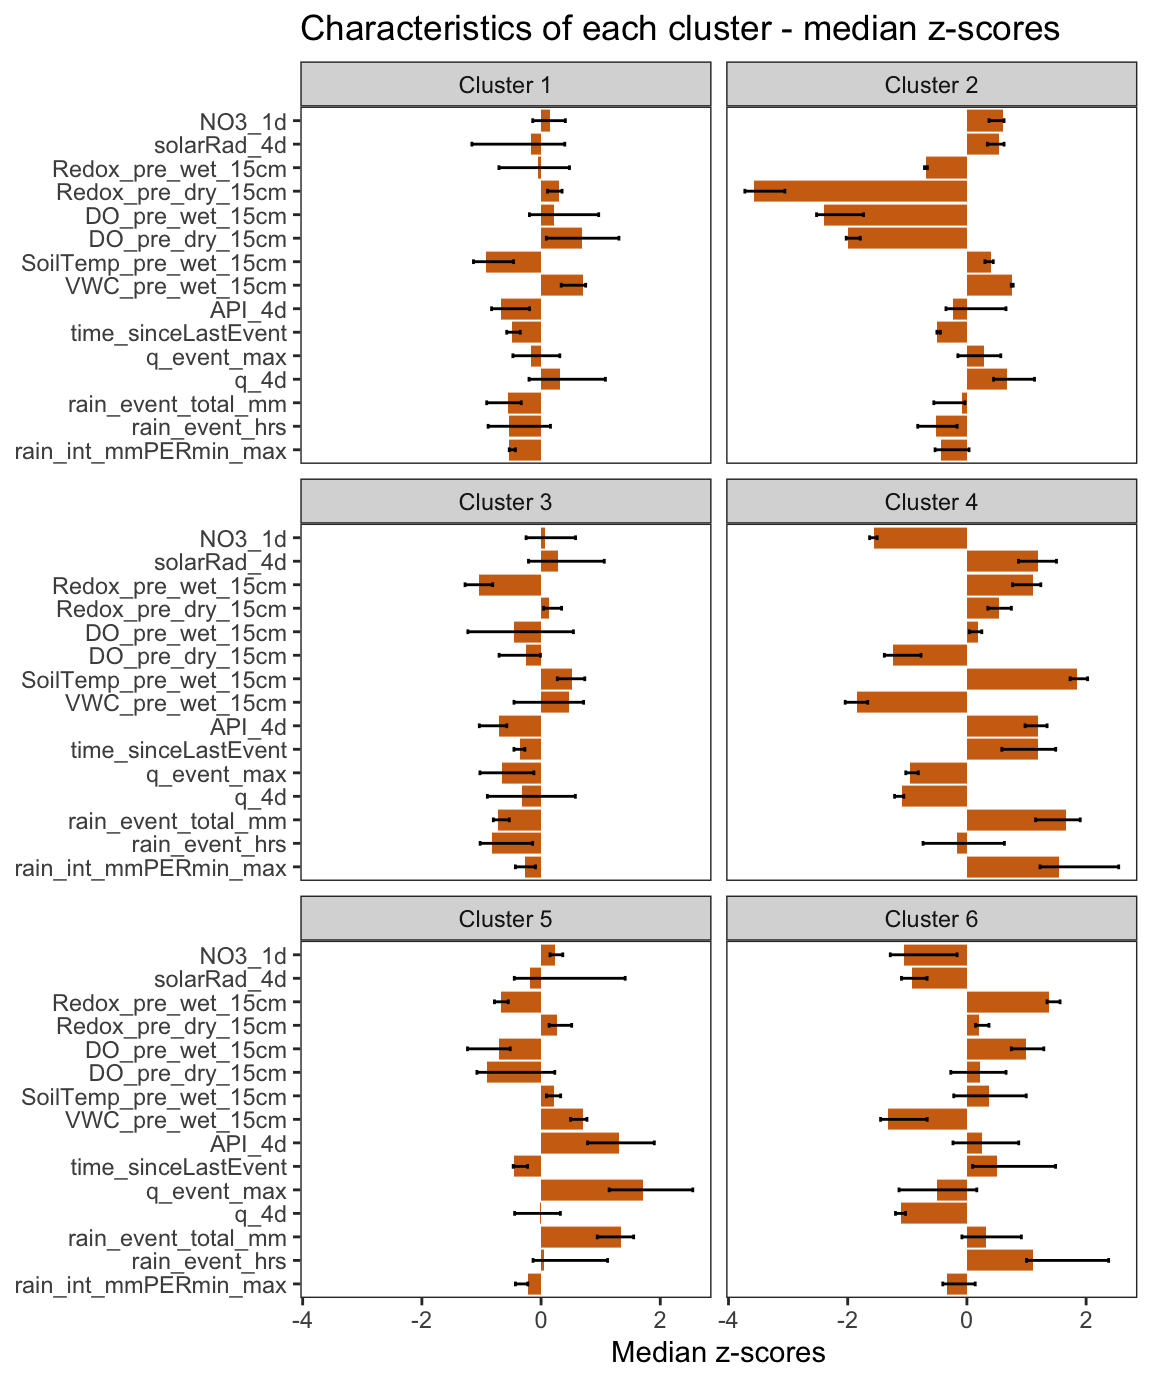 Characteristics of each cluster - median z-scores
Cluster 1
Cluster 2
NO3_1d
solarRad_4d
Redox_pre_wet_15cm
Redox_pre_dry_15cm
DO_pre_wet_15cm
DO_pre_dry_15cm
SoilTemp_pre_wet_15cm
VWC_pre_wet_15cm
API_4d
time_sinceLastEvent
q_event_max
q_4d
rain_event_total_mm
rain_event_hrs
rain_int_mmPERmin_max
Cluster 3
Cluster 4
NO3_1d
solarRad_4d
Redox_pre_wet_15cm
Redox_pre_dry_15cm
DO_pre_wet_15cm
DO_pre_dry_15cm
SoilTemp_pre_wet_15cm
VWC_pre_wet_15cm
API_4d
time_sinceLastEvent
q_event_max
q_4d
rain_event_total_mm
rain_event_hrs
rain_int_mmPERmin_max
Cluster 5
Cluster 6
NO3_1d
solarRad_4d
Redox_pre_wet_15cm
Redox_pre_dry_15cm
DO_pre_wet_15cm
DO_pre_dry_15cm
SoilTemp_pre_wet_15cm
VWC_pre_wet_15cm
API_4d
time_sinceLastEvent
q_event_max
q_4d
rain_event_total_mm
rain_event_hrs
rain_int_mmPERmin_max
-4 -2 0 2 -4 -2 0 2
Median z-scores